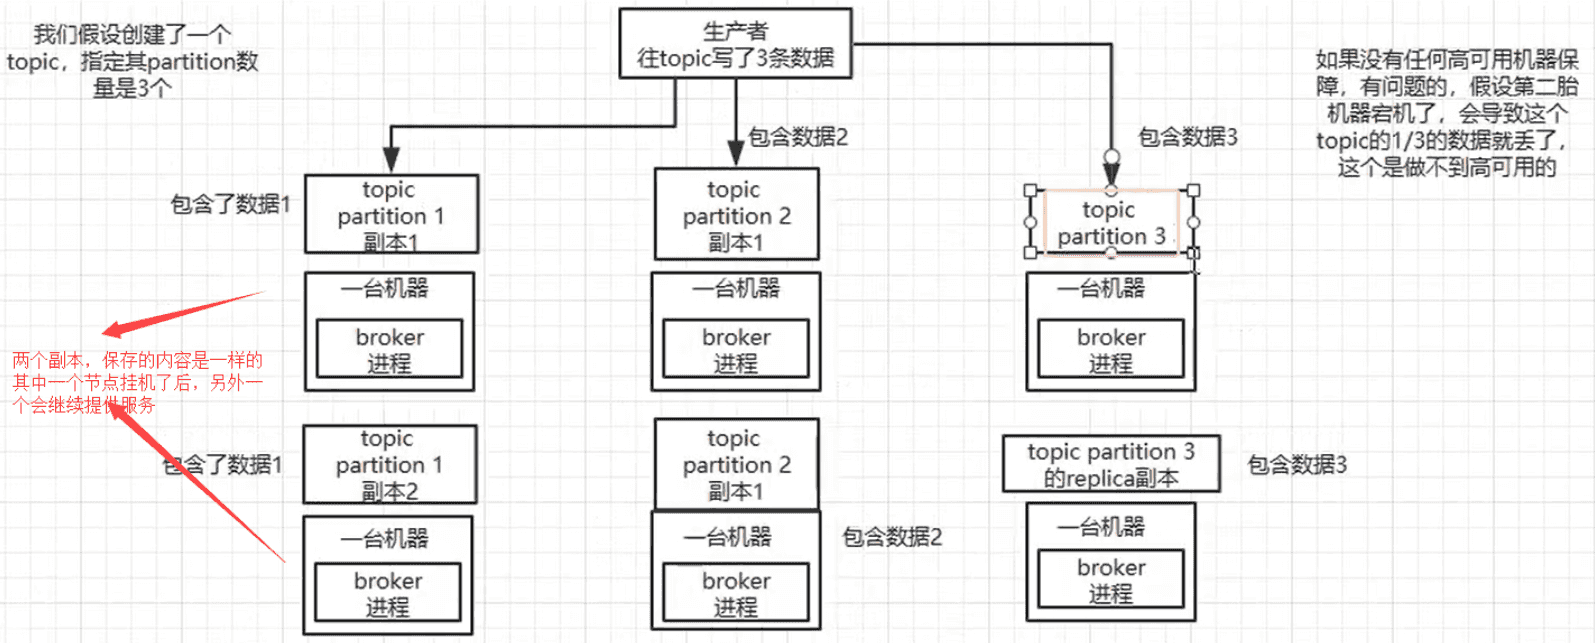 我们假设创建了一个
topic，指定其partition数
量是3个
生产者
往topic写了3条数据
如果没有任何高可用机器保
障，有问题的，假设第二胎
机器宕机了，会导致这个
topic的1/3的数据就丢了，
这个是做不到高可用的
包含了数据1
topic
partition 1
副本1
包含数据2
topic
partition 2
副本1
包含数据3
topic
partition 3
一台机器
broker
进程
一台机器
broker
进程
一台机器
broker
进程
两个副本，保存的内容是一样的
其中一个节点挂机了后，另外一
个会继续提供服务
包含了数据1
topic
partition 1
副本2
topic
partition 2
副本1
topic partition 3
的replica副本
包含数据3
一台机器
broker
进程
一台机器
broker
进程
包含数据2
一台机器
broker
进程